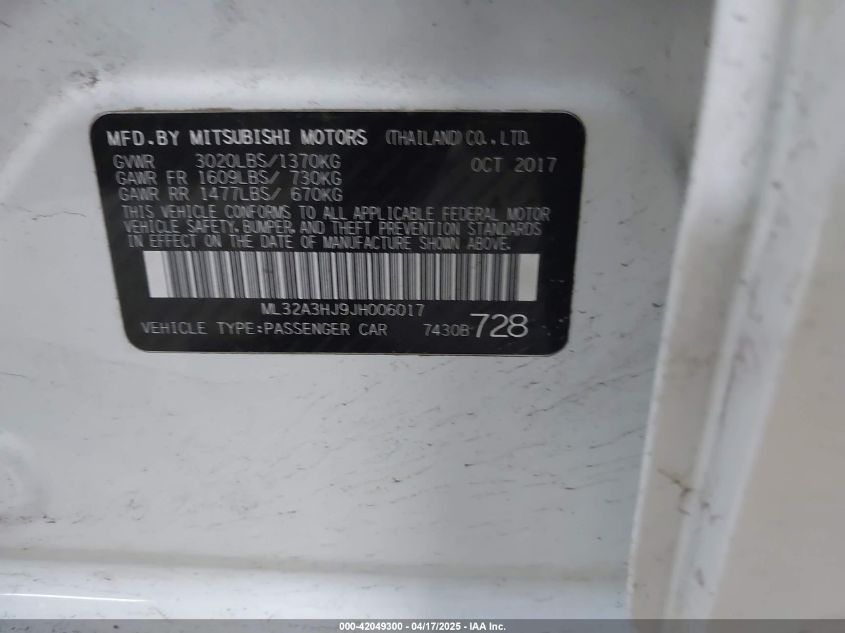 MFD.BY MITSUBISHI MOTORS (THAILAND) CO., LTD.
GVWR 3020LBS/1370KG OCT 2017
GAWR FR 1609LBS/ 730KG
GAWR RR 1477LBS/ 670KG
THIS VEHICLE CONFORMS TO ALL APPLICABLE FEDERAL MOTOR
VEHICLE SAFETY, BUMPER, AND THEFT PREVENTION STANDARDS
IN EFFECT ON THE DATE OF MANUFACTURE SHOWN ABOVE.
ML32A3HJ9JH006017
VEHICLE TYPE:PASSENGER CAR 7430B 728
000-42049300 - 04/17/2025 - IAA Inc.